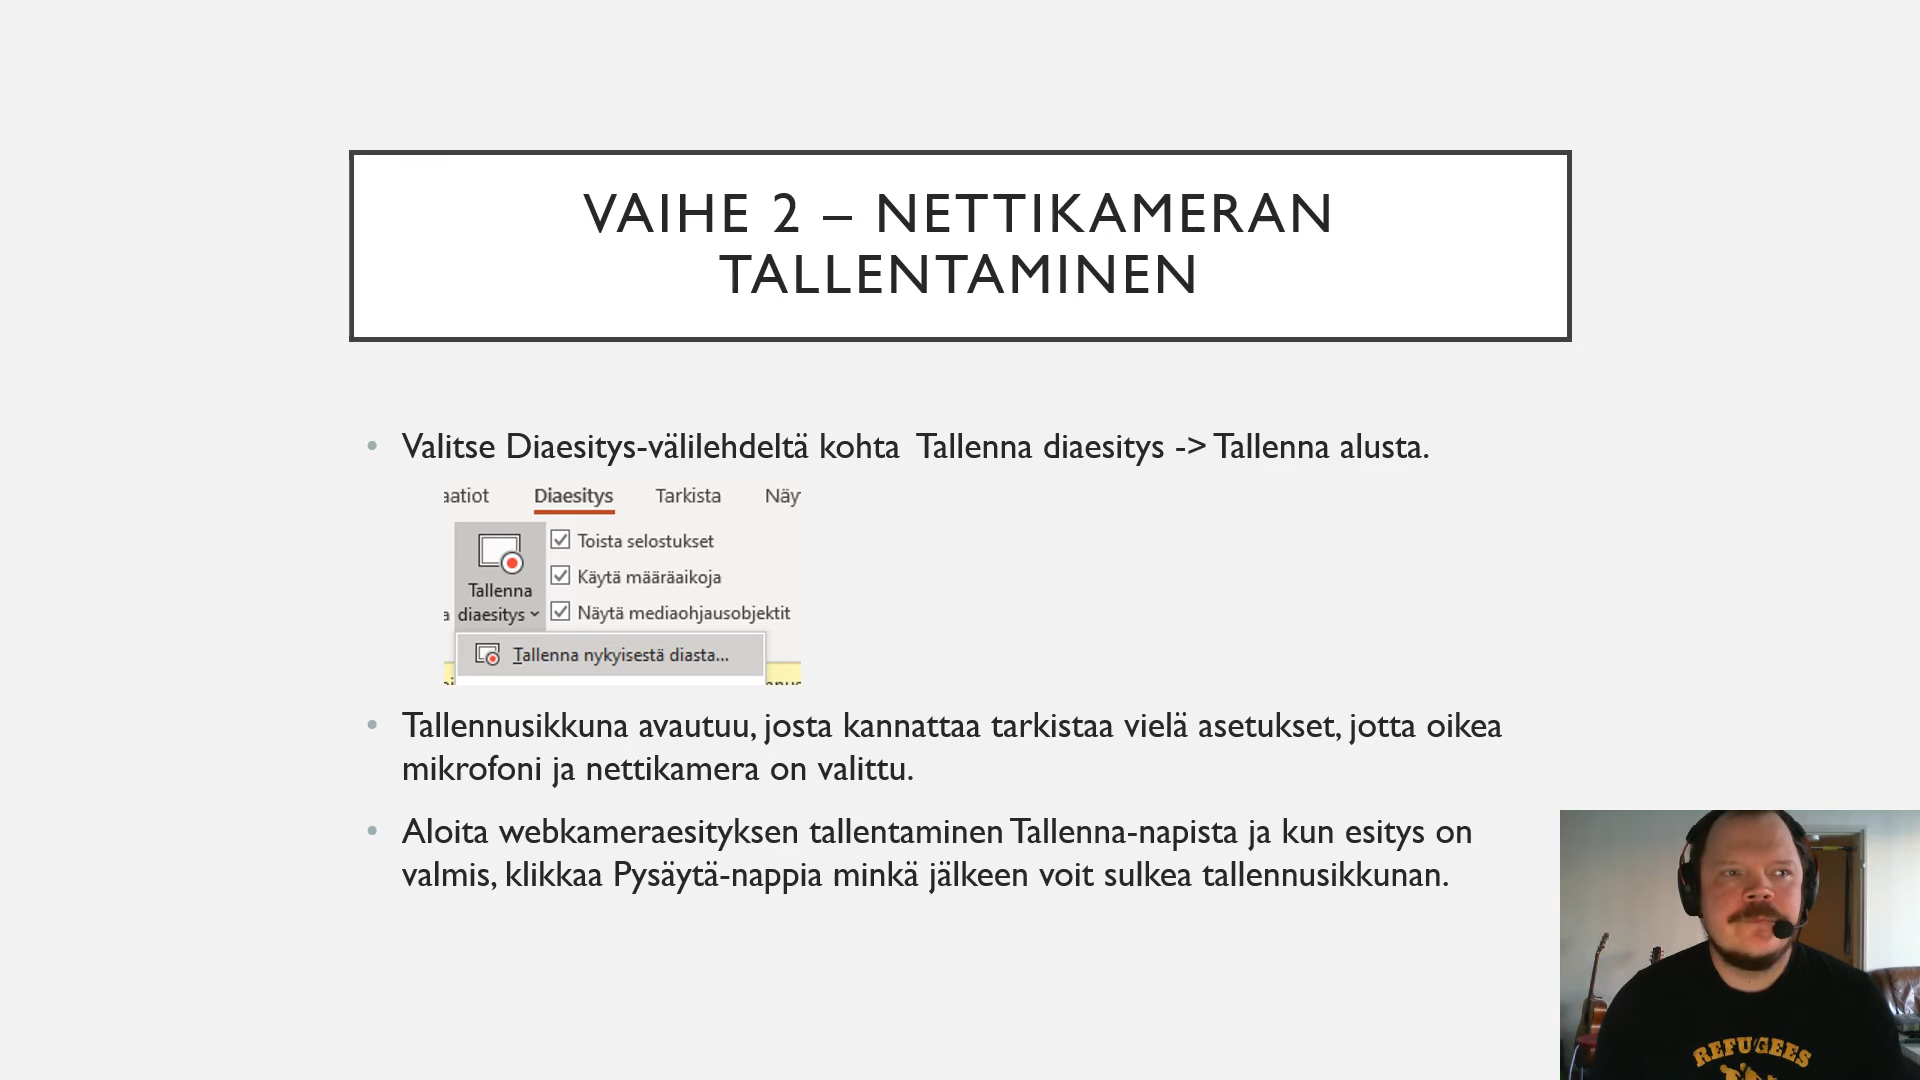 VAIHE 2 – NETTIKAMERAN
TALLENTAMINEN
• Valitse Diaesitys-välilehdeltä kohta Tallenna diaesitys -> Tallenna alusta.
aatiot Diaesitys Tarkista Näy
Toista selostukset
Käytä määräaikoja
Näytä mediaohjausobjektit
Tallenna
a diaesitys
Tallenna nykyisestä diasta...
• Tallennusikkuna avautuu, josta kannattaa tarkistaa vielä asetukset, jotta oikea
mikrofoni ja nettikamera on valittu.
• Aloita webkameraesityksen tallentaminen Tallenna-napista ja kun esitys on
valmis, klikkaa Pysäytä-nappia minkä jälkeen voit sulkea tallennusikkunan.
REFUGEES